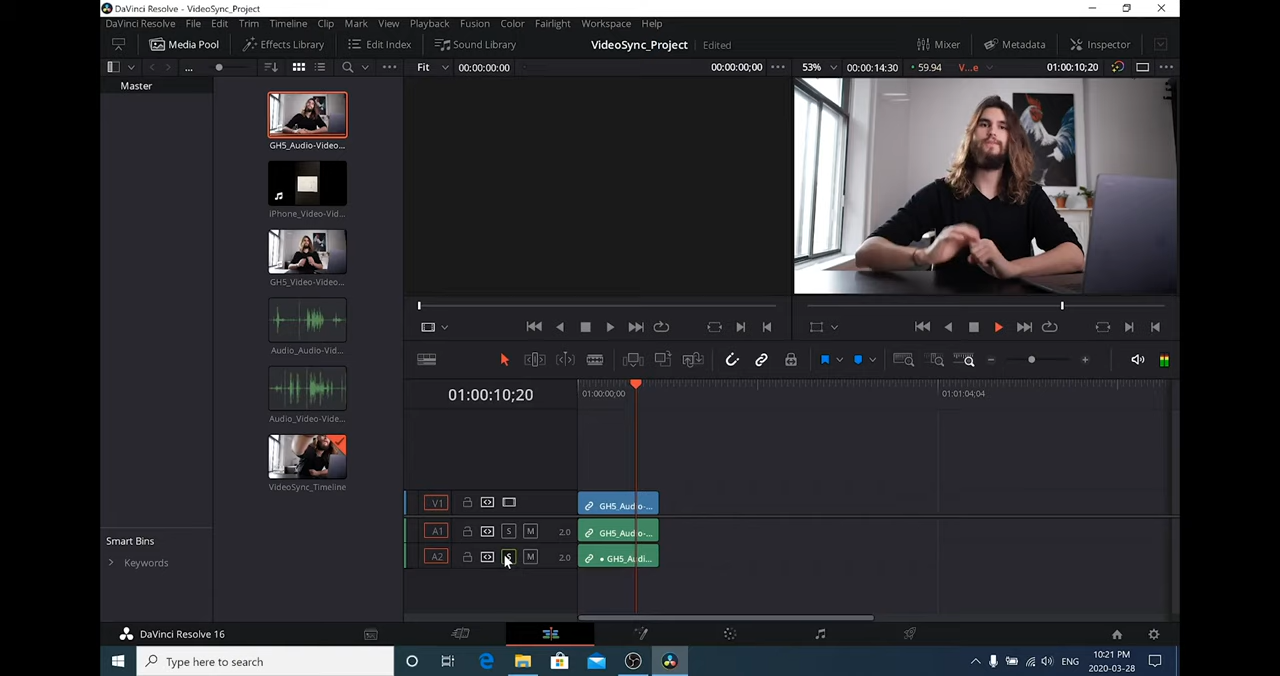 DaVinci Resolve - VideoSync_Project
DaVinci Resolve File Edit Trim Timeline Clip Mark View Playback Fusion Color Fairlight Workspace Help
Media Pool Effects Library Edit Index Sound Library VideoSync_Project Edited Mixer Metadata Inspector
... Fit 00:00:00:00 00:00:00;00 53% 00:00:14:30 59.94 V...e 01:00:10;20
Master
GH5_Audio-Video...
iPhone_Video-Vid...
GH5_Video-Video...
Audio_Audio-Vid...
Audio_Video-Vide...
VideoSync_Timeline
01:00:10;20 01:00:00;00 01:01:04;04
V1 GH5_Audio-...
A1 S M 2.0 GH5_Audio-...
A2 S M 2.0 • GH5_Audi...
Smart Bins
Keywords
DaVinci Resolve 16
Type here to search
ENG
10:21 PM
2020-03-28